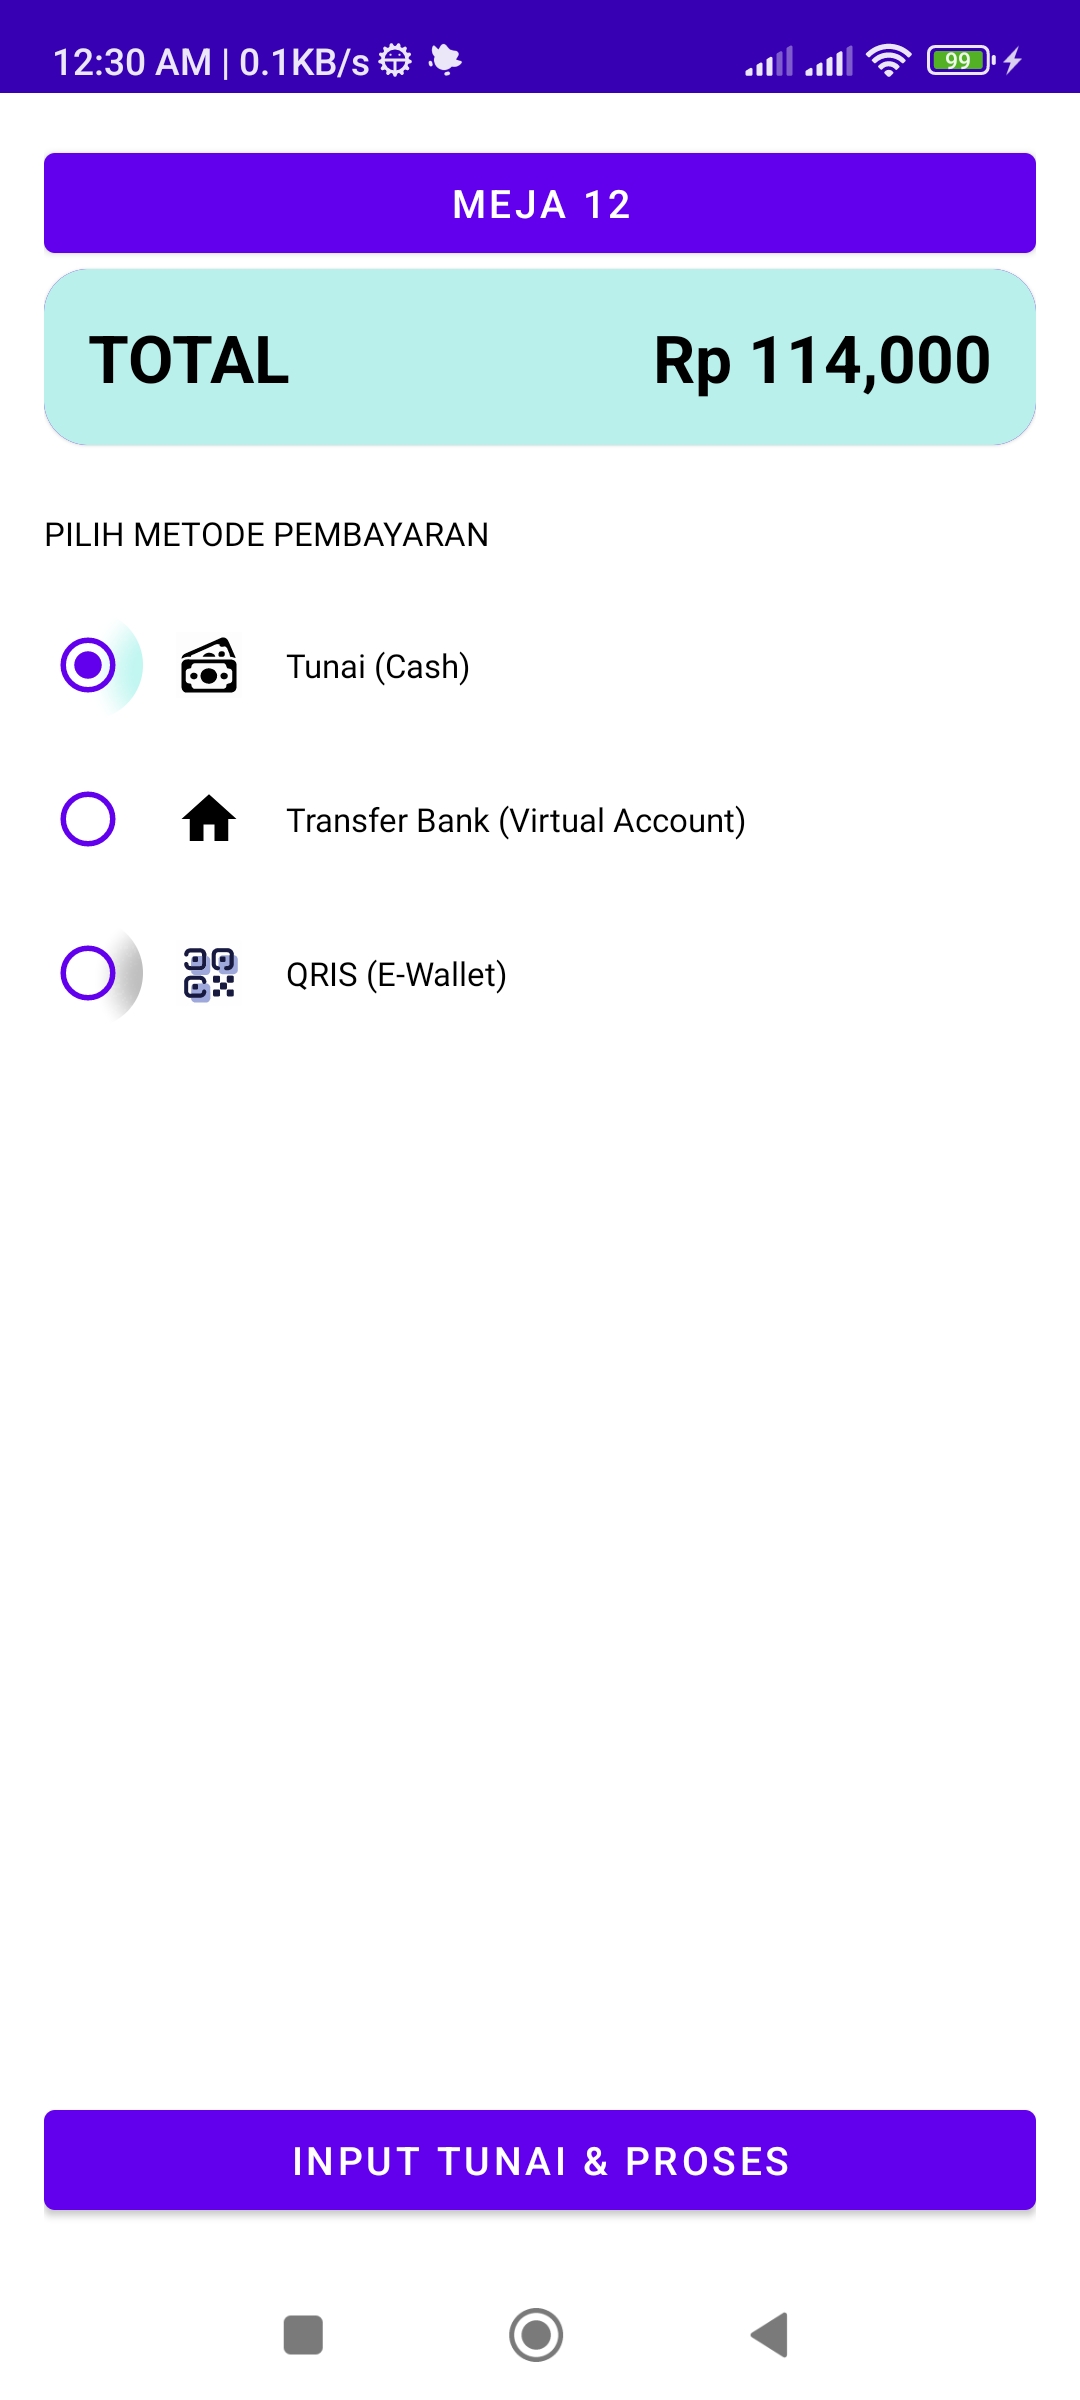 12:30 AM | 0.1KB/s
99
MEJA 12
TOTAL Rp 114,000
PILIH METODE PEMBAYARAN
Tunai (Cash)
Transfer Bank (Virtual Account)
QRIS (E-Wallet)
INPUT TUNAI & PROSES